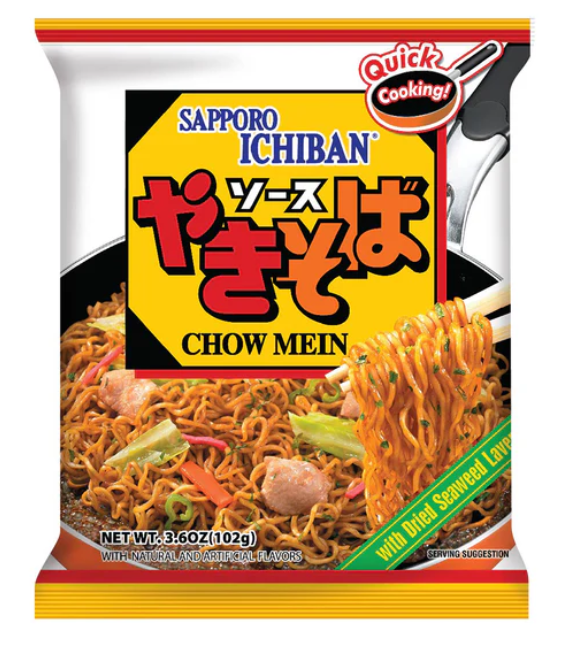 Quick
Cooking!
SAPPORO
ICHIBAN®
ソース
やきそば
CHOW MEIN
with Dried Seaweed Laver
NET WT. 3.6OZ(102g)
WITH NATURAL AND ARTIFICIAL FLAVORS
SERVING SUGGESTION